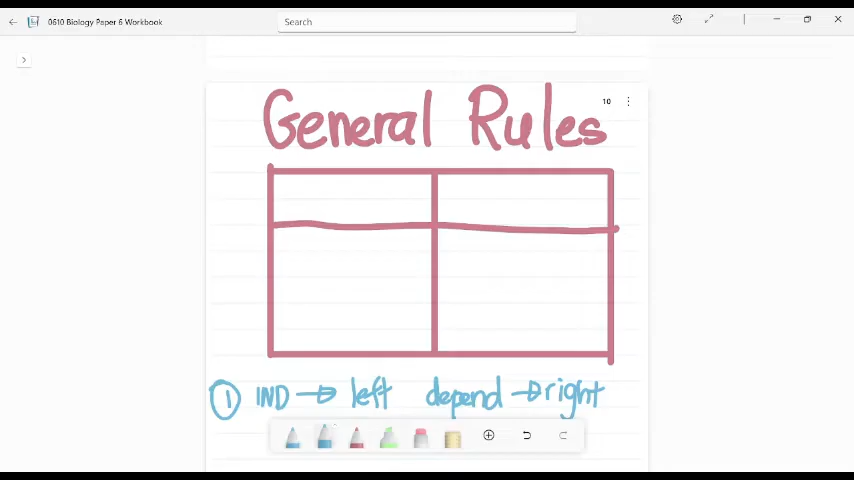 0610 Biology Paper 6 Workbook
Search
10
General Rules
① IND → left depend → right